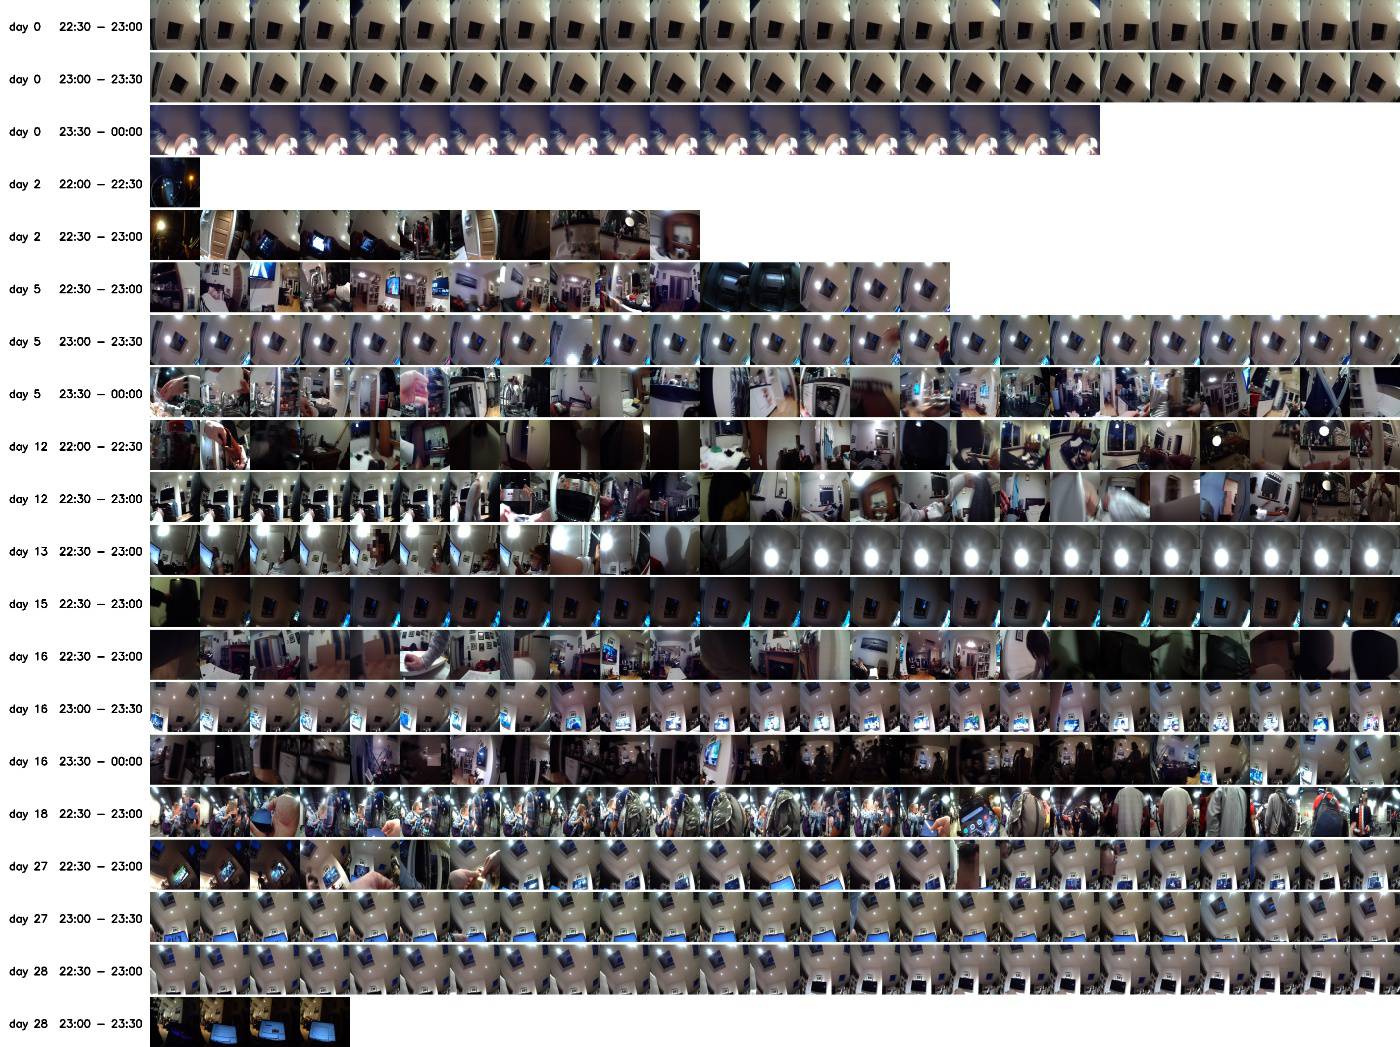 day 0 22:30 – 23:00
day 0 23:00 – 23:30
day 0 23:30 – 00:00
day 2 22:00 – 22:30
day 2 22:30 – 23:00
day 5 22:30 – 23:00
day 5 23:00 – 23:30
day 5 23:30 – 00:00
day 12 22:00 – 22:30
day 12 22:30 – 23:00
day 13 22:30 – 23:00
day 15 22:30 – 23:00
day 16 22:30 – 23:00
day 16 23:00 – 23:30
day 16 23:30 – 00:00
day 18 22:30 – 23:00
day 27 22:30 – 23:00
day 27 23:00 – 23:30
day 28 22:30 – 23:00
day 28 23:00 – 23:30